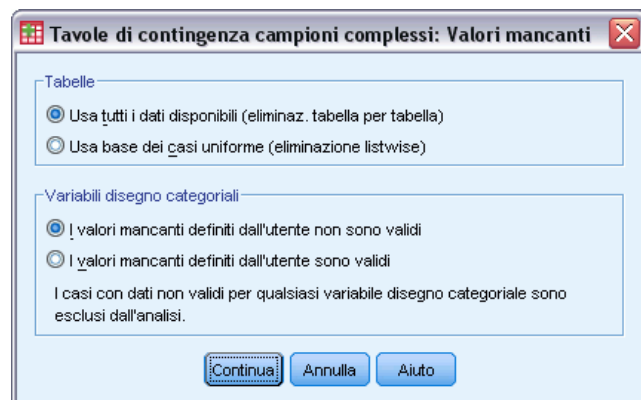 Tavole di contingenza campioni complessi: Valori mancanti
Tabelle
Usa tutti i dati disponibili (eliminaz. tabella per tabella)
Usa base dei casi uniforme (eliminazione listwise)
Variabili disegno categoriali
I valori mancanti definiti dall'utente non sono validi
I valori mancanti definiti dall'utente sono validi
I casi con dati non validi per qualsiasi variabile disegno categoriale sono
esclusi dall'analisi.
Continua Annulla Aiuto